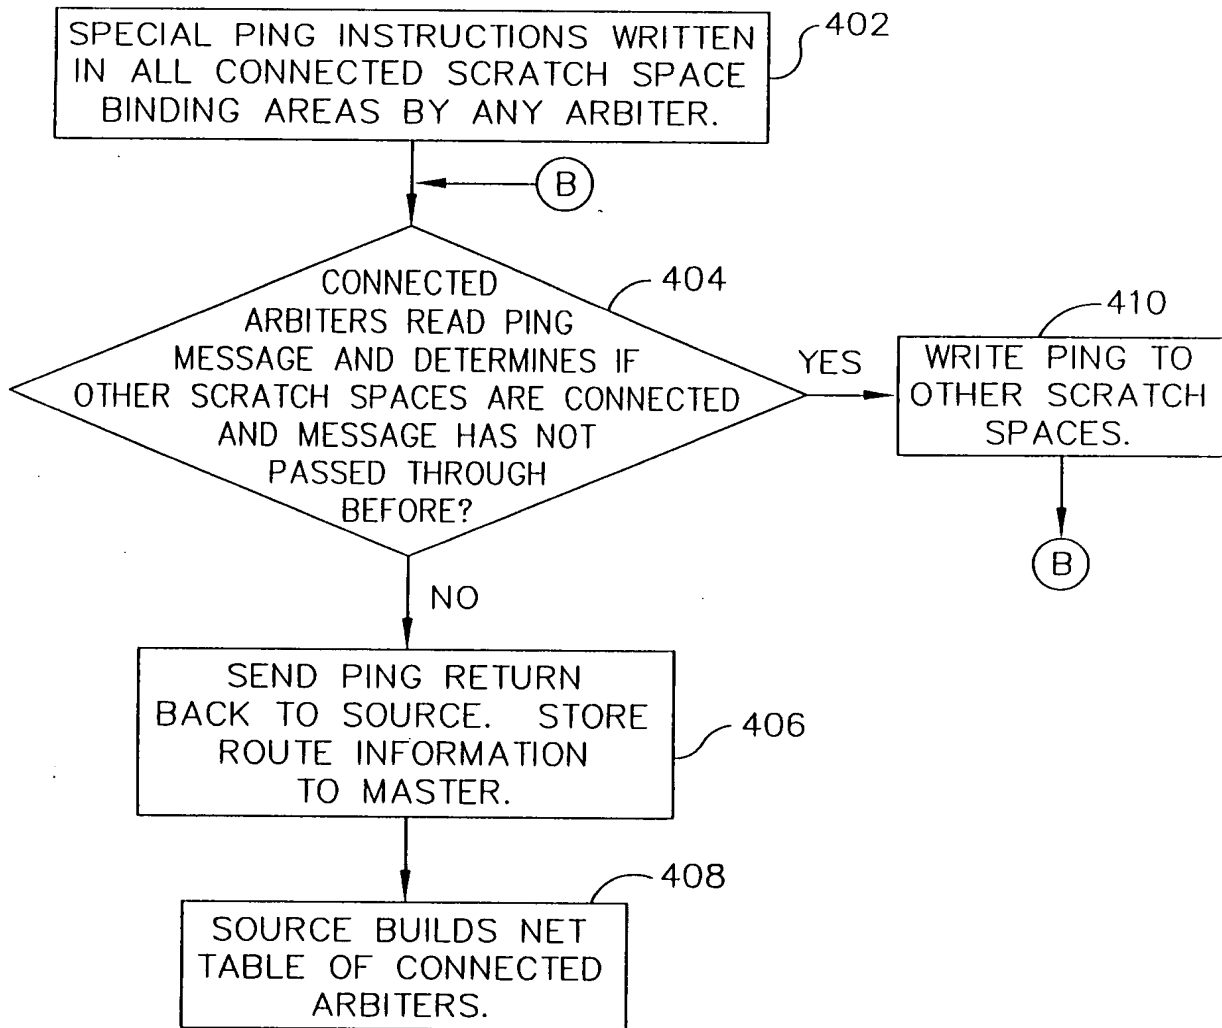 SPECIAL PING INSTRUCTIONS WRITTEN
IN ALL CONNECTED SCRATCH SPACE
BINDING AREAS BY ANY ARBITER.
402
B
CONNECTED
ARBITERS READ PING
MESSAGE AND DETERMINES IF
OTHER SCRATCH SPACES ARE CONNECTED
AND MESSAGE HAS NOT
PASSED THROUGH
BEFORE?
404
YES
410
WRITE PING TO
OTHER SCRATCH
SPACES.
B
NO
SEND PING RETURN
BACK TO SOURCE. STORE
ROUTE INFORMATION
TO MASTER.
406
408
SOURCE BUILDS NET
TABLE OF CONNECTED
ARBITERS.